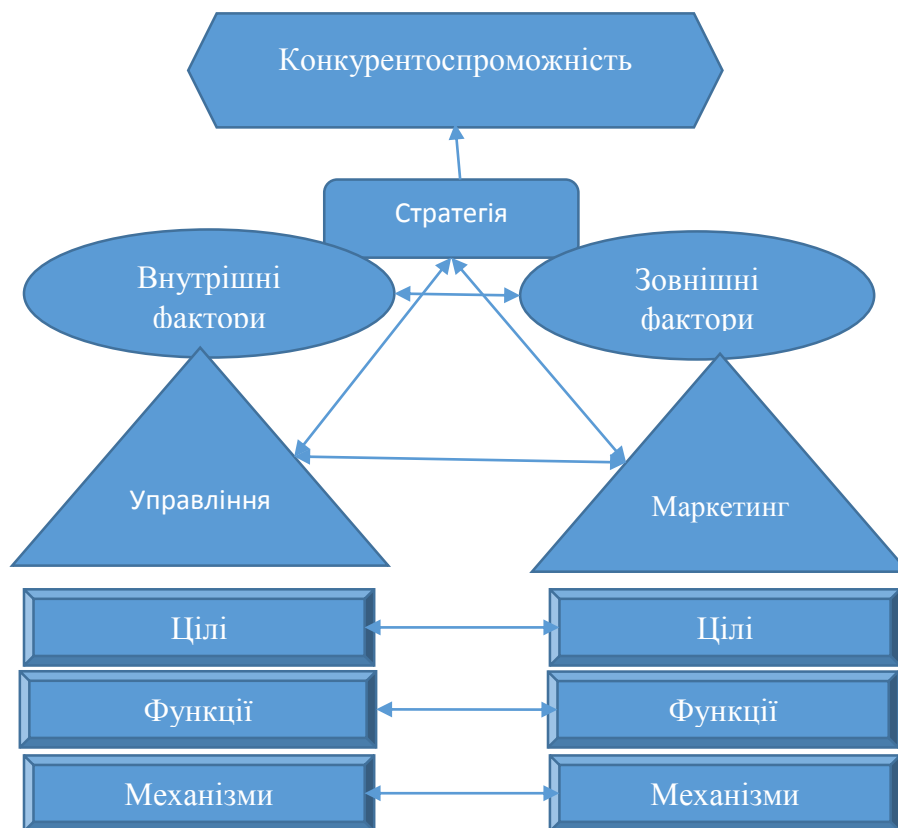 Конкурентоспроможність
Стратегія
Внутрішні
фактори
Зовнішні
фактори
Управління
Маркетинг
Цілі
Цілі
Функції
Функції
Механізми
Механізми